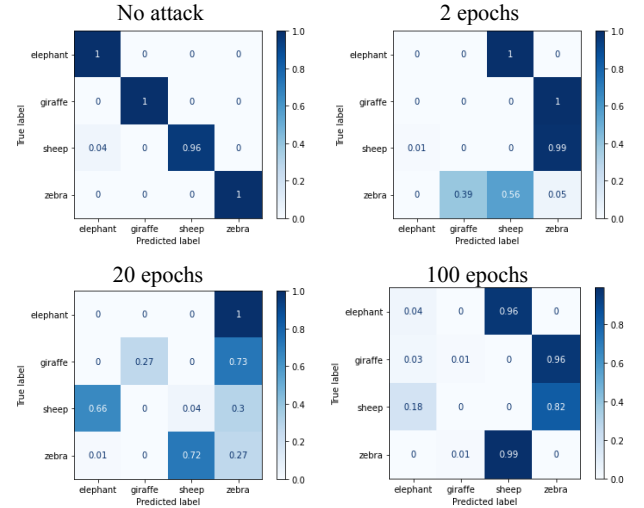 No attack
elephant 1 0 0 0
giraffe 0 1 0 0
sheep 0.04 0 0.96 0
zebra 0 0 0 1
elephant giraffe sheep zebra
Predicted label
True label
1.0
0.8
0.6
0.4
0.2
0.0
2 epochs
elephant 0 0 1 0
giraffe 0 0 0 1
sheep 0.01 0 0 0.99
zebra 0 0.39 0.56 0.05
elephant giraffe sheep zebra
Predicted label
True label
1.0
0.8
0.6
0.4
0.2
0.0
20 epochs
elephant 0 0 0 1
giraffe 0 0.27 0 0.73
sheep 0.66 0 0.04 0.3
zebra 0.01 0 0.72 0.27
elephant giraffe sheep zebra
Predicted label
True label
1.0
0.8
0.6
0.4
0.2
0.0
100 epochs
elephant 0.04 0 0.96 0
giraffe 0.03 0.01 0 0.96
sheep 0.18 0 0 0.82
zebra 0 0.01 0.99 0
elephant giraffe sheep zebra
Predicted label
True label
0.8
0.6
0.4
0.2
0.0